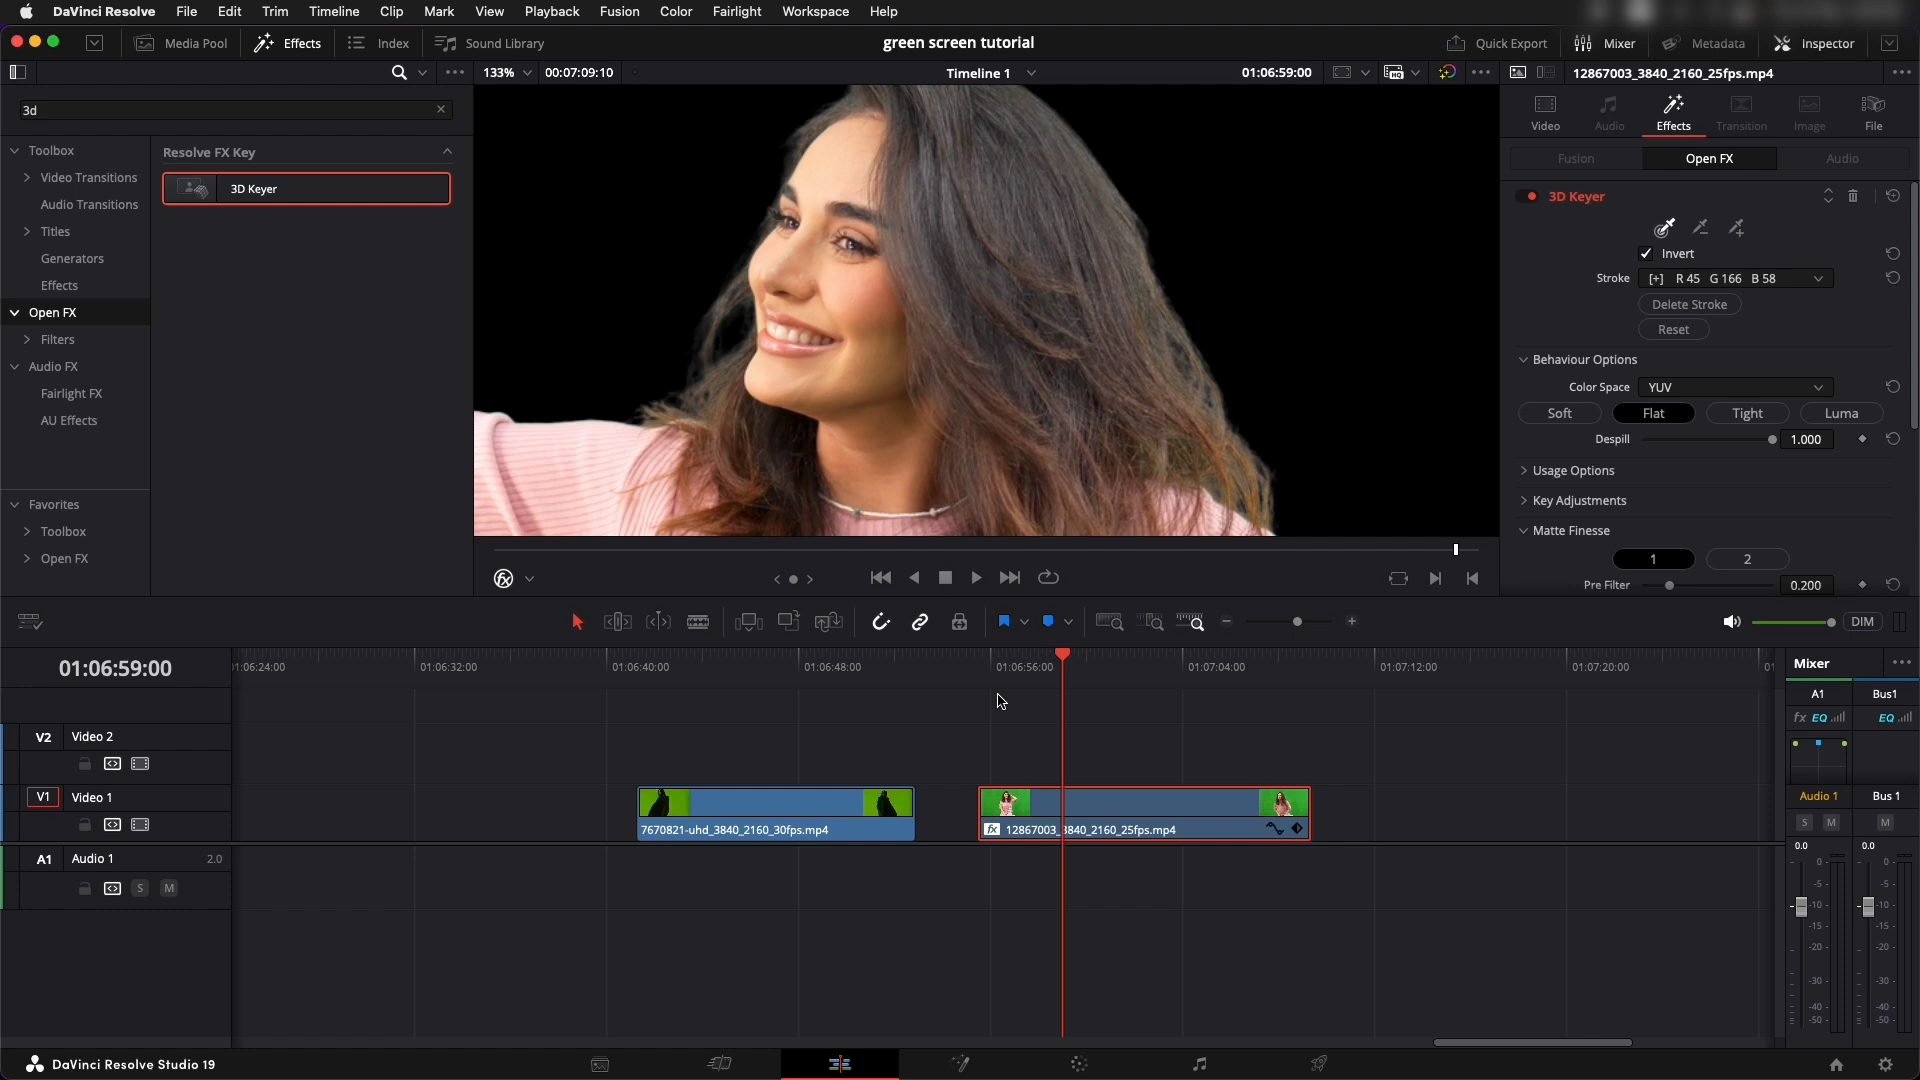 DaVinci Resolve File Edit Trim Timeline Clip Mark View Playback Fusion Color Fairlight Workspace Help
Media Pool Effects Index Sound Library green screen tutorial Quick Export Mixer Metadata Inspector
133% 00:07:09:10 Timeline 1 01:06:59:00 HQ 12867003_3840_2160_25fps.mp4
3d
Video Audio Effects Transition Image File
Toolbox
Video Transitions
Audio Transitions
Titles
Generators
Effects
Open FX
Filters
Audio FX
Fairlight FX
AU Effects
Favorites
Toolbox
Open FX
Resolve FX Key
3D Keyer
Fusion Open FX Audio
3D Keyer
Invert
Stroke [+] R 45 G 166 B 58
Delete Stroke
Reset
Behaviour Options
Color Space YUV
Soft Flat Tight Luma
Despill 1.000
Usage Options
Key Adjustments
Matte Finesse
1 2
Pre Filter 0.200
fx
DIM
01:06:59:00
01:06:24:00 01:06:32:00 01:06:40:00 01:06:48:00 01:06:56:00 01:07:04:00 01:07:12:00 01:07:20:00
V2 Video 2
V1 Video 1
7670821-uhd_3840_2160_30fps.mp4
fx 12867003_3840_2160_25fps.mp4
A1 Audio 1 2.0
S M
Mixer
A1 Bus1
fx EQ EQ
Audio 1 Bus 1
S M M
0.0 0.0
0 0
-5 -5
-10 -10
-15 -15
-20 -20
-30 -30
-40 -40
-50 -50
DaVinci Resolve Studio 19